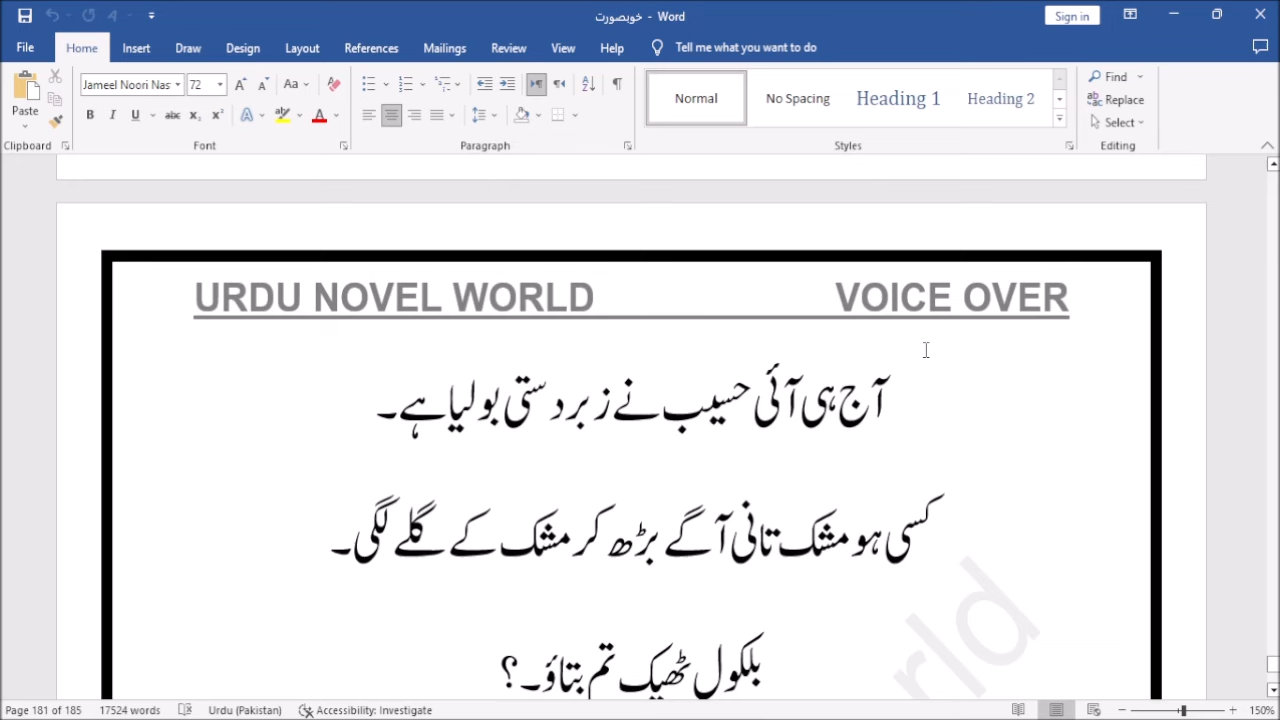 خوبصورت - Word
Sign in
File Home Insert Draw Design Layout References Mailings Review View Help Tell me what you want to do
Paste
Jameel Noori Nas 72
Normal
No Spacing
Heading 1
Heading 2
Find
Replace
Select
Clipboard Font Paragraph Styles Editing
URDU NOVEL WORLD VOICE OVER
آج ہی آئی حسیب نے زبردستی بولیا ہے۔
کسی ہو مشک تانی آگے بڑھ کر مشک کے گلے لگی۔
بلکول ٹھیک تم بتاؤ۔؟
rld
Page 181 of 185 17524 words Urdu (Pakistan) Accessibility: Investigate 150%